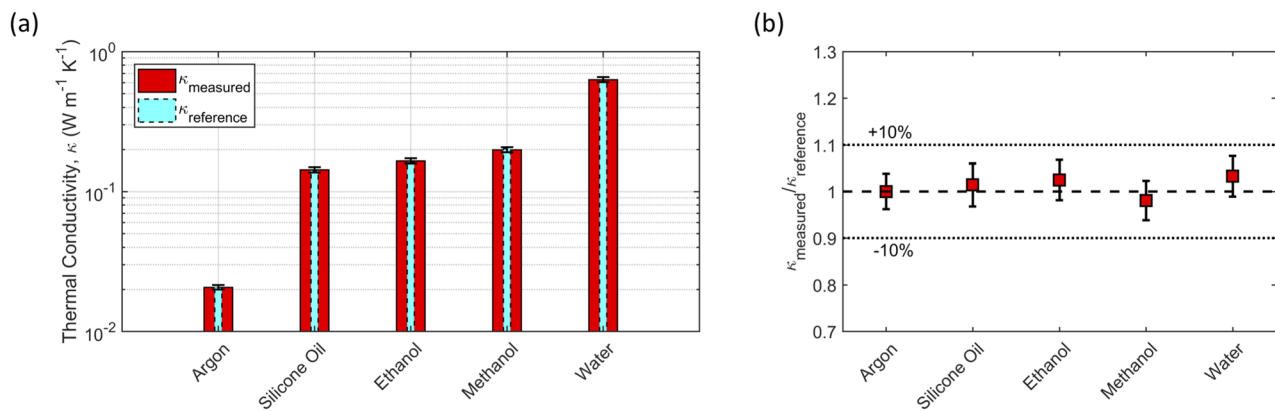 (a)
Thermal Conductivity, κ (W m⁻¹ K⁻¹)
10⁰
10⁻¹
10⁻²
κmeasured
κreference
Argon
Silicone Oil
Ethanol
Methanol
Water
(b)
κmeasured/κreference
1.3
1.2
1.1
1
0.9
0.8
0.7
+10%
-10%
Argon
Silicone Oil
Ethanol
Methanol
Water